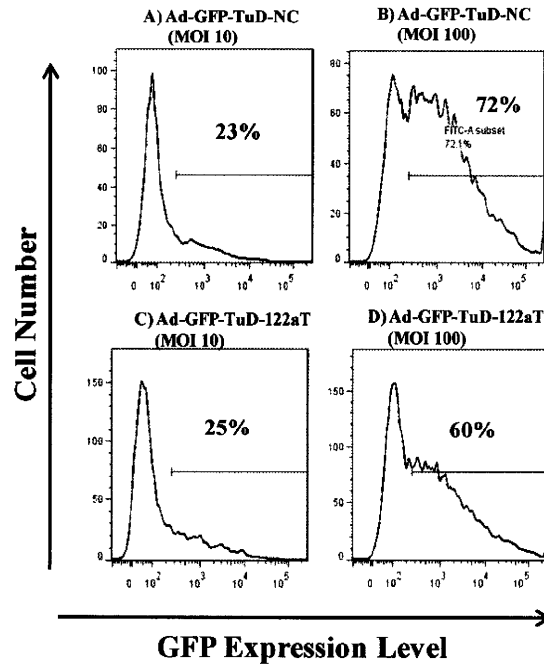 A) Ad-GFP-TuD-NC
(MOI 10)
B) Ad-GFP-TuD-NC
(MOI 100)
23%
100
80
60
40
20
0
0 10² 10³ 10⁴ 10⁵
72%
FITC-A subset
72.1%
80
60
40
20
0
0 10² 10³ 10⁴ 10⁵
C) Ad-GFP-TuD-122aT
(MOI 10)
D) Ad-GFP-TuD-122aT
(MOI 100)
25%
150
100
50
0
0 10² 10³ 10⁴ 10⁵
60%
150
100
50
0
0 10² 10³ 10⁴ 10⁵
Cell Number
GFP Expression Level